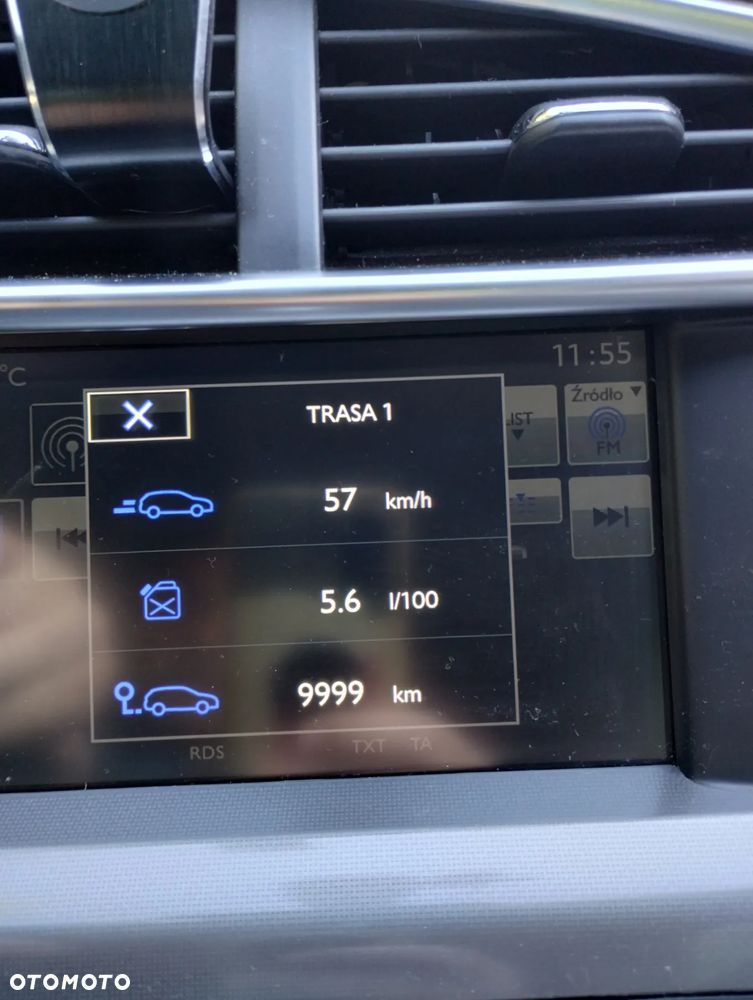 °C
11:55
TRASA 1
LIST
Źródło
FM
57 km/h
5.6 l/100
9999 km
RDS TXT TA
OTOMOTO